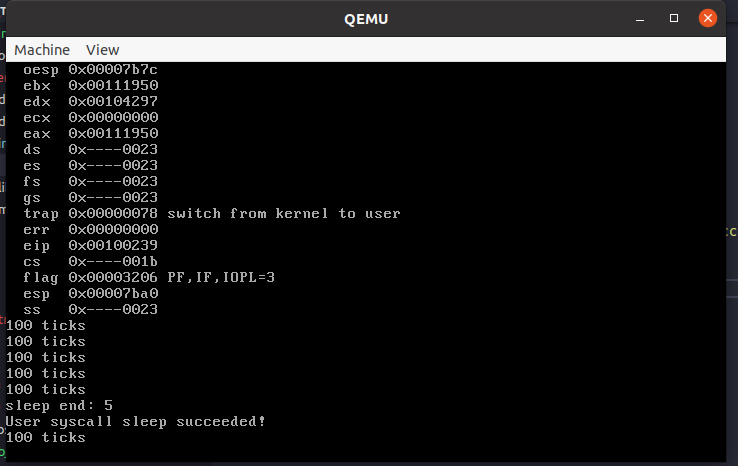 QEMU
Machine View
oesp 0x00007b7c
ebx 0x00111950
edx 0x00104297
ecx 0x00000000
eax 0x00111950
ds 0x----0023
es 0x----0023
fs 0x----0023
gs 0x----0023
trap 0x00000078 switch from kernel to user
err 0x00000000
eip 0x00100239
cs 0x----001b
flag 0x00003206 PF,IF,IOPL=3
esp 0x00007ba0
ss 0x----0023
100 ticks
100 ticks
100 ticks
100 ticks
100 ticks
sleep end: 5
User syscall sleep succeeded!
100 ticks